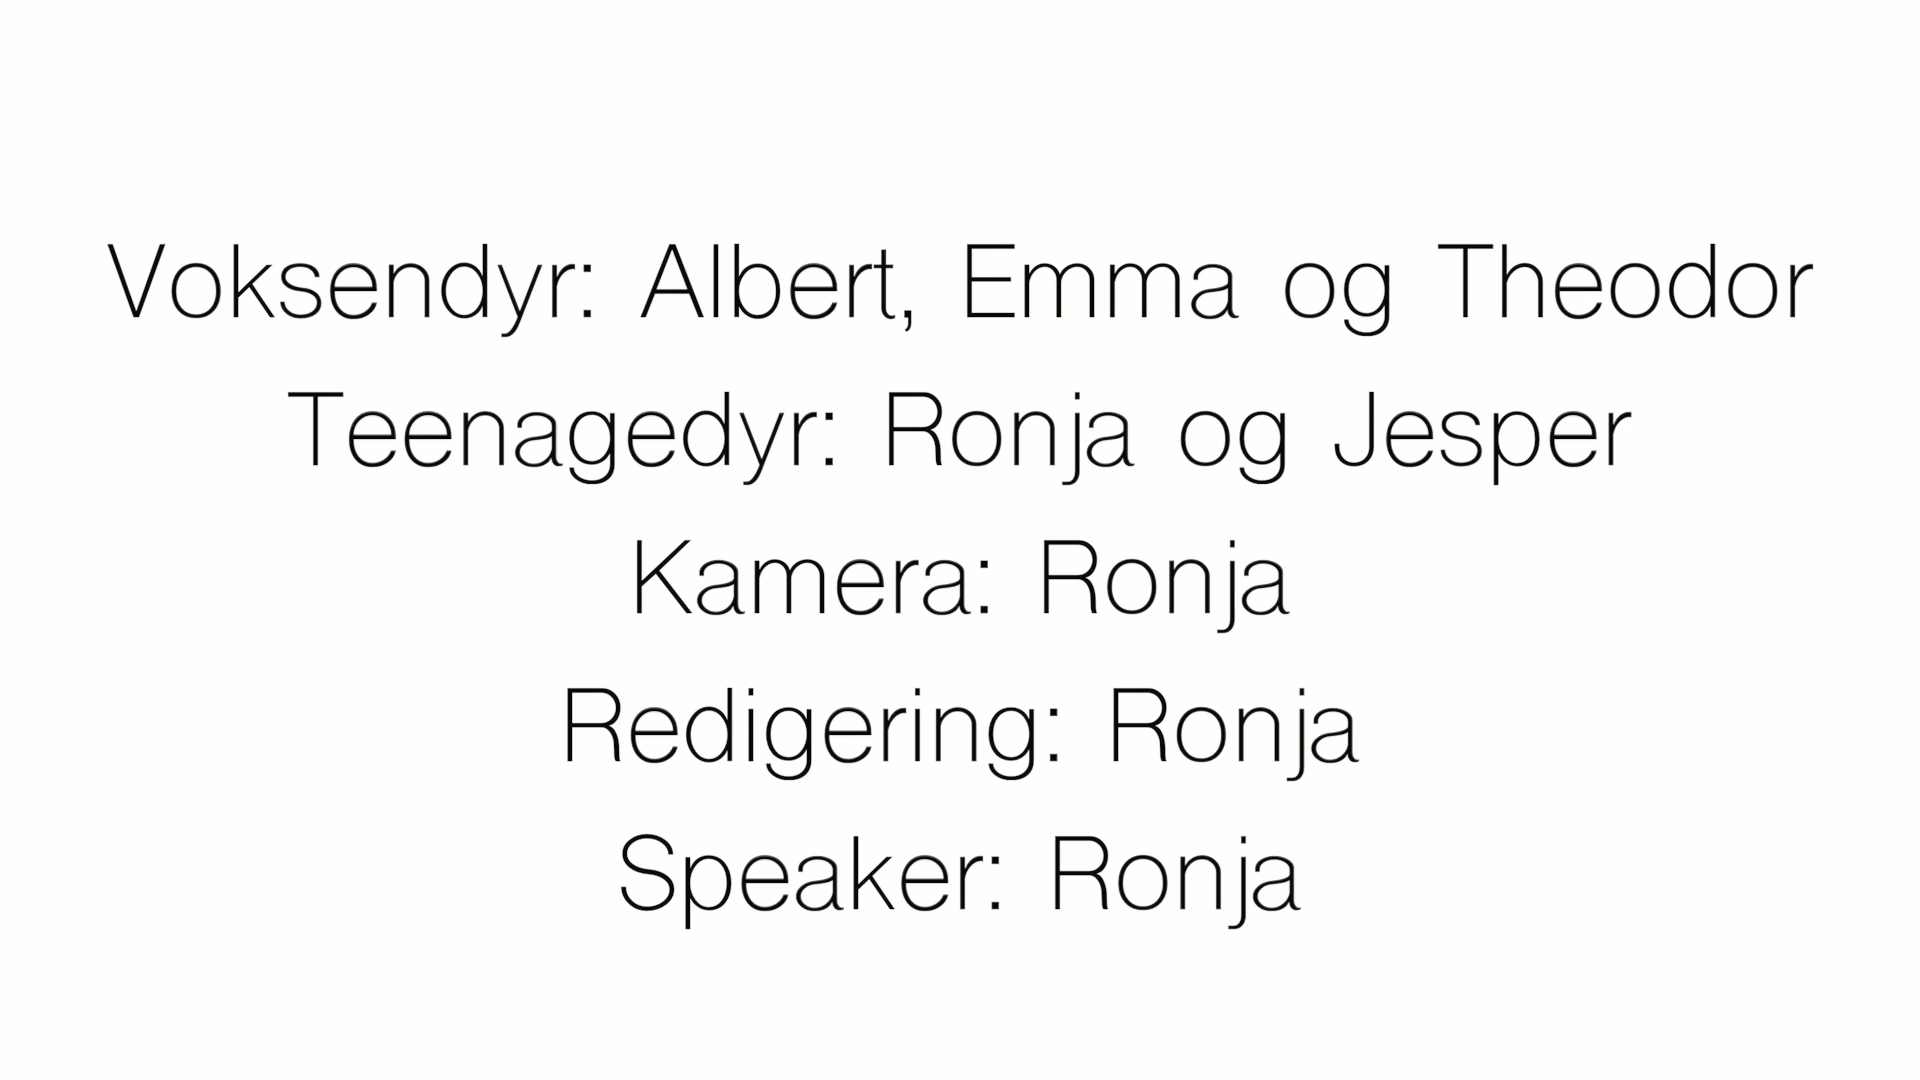 Voksendyr: Albert, Emma og Theodor
Teenagedyr: Ronja og Jesper
Kamera: Ronja
Redigering: Ronja
Speaker: Ronja